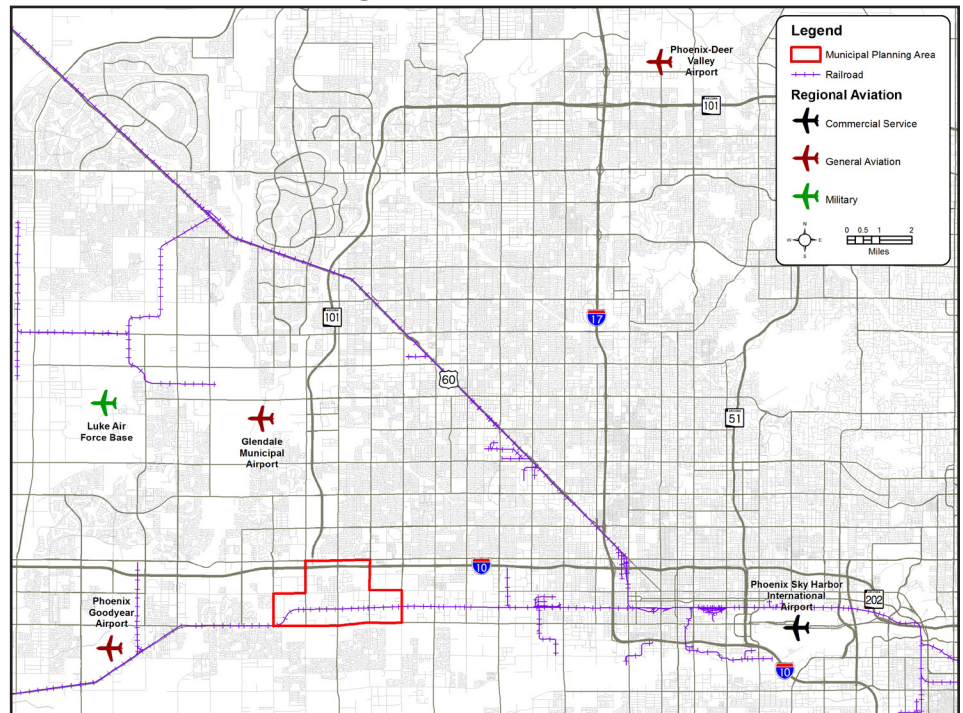 Legend
Municipal Planning Area
Railroad
Regional Aviation
Commercial Service
General Aviation
Military
N
W
E
S
0 0.5 1 2
Miles
Phoenix-Deer
Valley
Airport
101
101
17
60
51
Luke Air
Force Base
Glendale
Municipal
Airport
10
Phoenix Sky Harbor
International
Airport
202
Phoenix
Goodyear
Airport
10